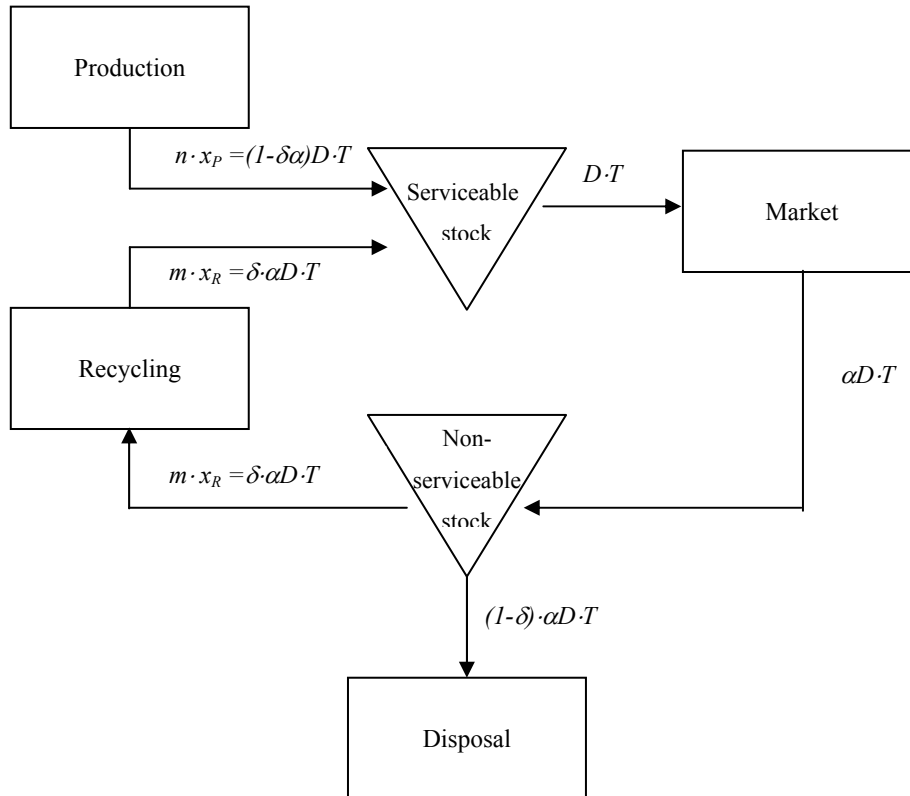 Production
n · x_P =(1-δα)D·T
D·T
Serviceable
stock
Market
m · x_R =δ·αD·T
Recycling
αD·T
Non-
serviceable
stock
m · x_R =δ·αD·T
(1-δ)·αD·T
Disposal